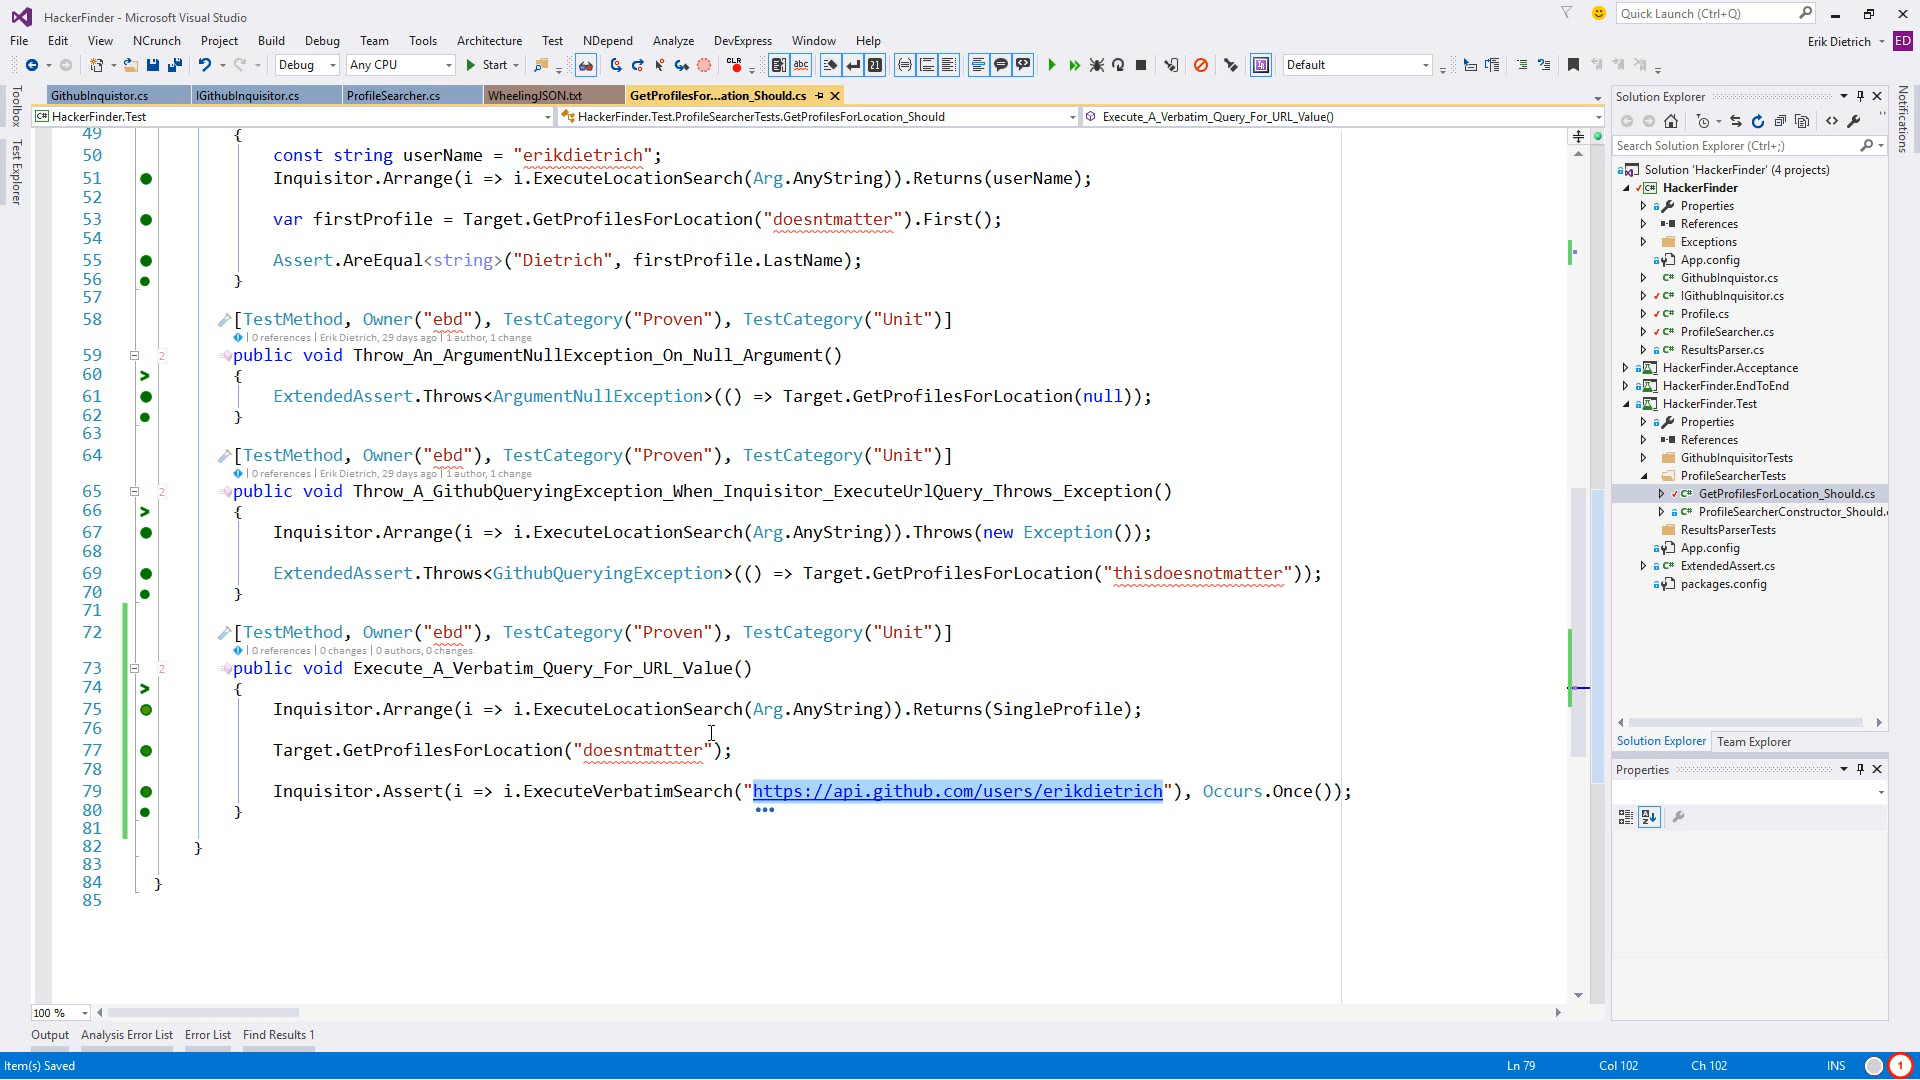 HackerFinder - Microsoft Visual Studio
Quick Launch (Ctrl+Q)
File Edit View NCrunch Project Build Debug Team Tools Architecture Test NDepend Analyze DevExpress Window Help
Erik Dietrich ED
Debug Any CPU Start CLR abc 21 Default
GithubInquistor.cs IGithubInquisitor.cs ProfileSearcher.cs WheelingJSON.txt GetProfilesFor...ation_Should.cs
HackerFinder.Test HackerFinder.Test.ProfileSearcherTests.GetProfilesForLocation_Should Execute_A_Verbatim_Query_For_URL_Value()
Toolbox
Test Explorer
49 {
50 const string userName = "erikdietrich";
51 Inquisitor.Arrange(i => i.ExecuteLocationSearch(Arg.AnyString)).Returns(userName);
52
53 var firstProfile = Target.GetProfilesForLocation("doesntmatter").First();
54
55 Assert.AreEqual<string>("Dietrich", firstProfile.LastName);
56 }
57
58 [TestMethod, Owner("ebd"), TestCategory("Proven"), TestCategory("Unit")]
0 references | Erik Dietrich, 29 days ago | 1 author, 1 change
59 2 public void Throw_An_ArgumentNullException_On_Null_Argument()
60 {
61 ExtendedAssert.Throws<ArgumentNullException>(() => Target.GetProfilesForLocation(null));
62 }
63
64 [TestMethod, Owner("ebd"), TestCategory("Proven"), TestCategory("Unit")]
0 references | Erik Dietrich, 29 days ago | 1 author, 1 change
65 2 public void Throw_A_GithubQueryingException_When_Inquisitor_ExecuteUrlQuery_Throws_Exception()
66 {
67 Inquisitor.Arrange(i => i.ExecuteLocationSearch(Arg.AnyString)).Throws(new Exception());
68
69 ExtendedAssert.Throws<GithubQueryingException>(() => Target.GetProfilesForLocation("thisdoesnotmatter"));
70 }
71
72 [TestMethod, Owner("ebd"), TestCategory("Proven"), TestCategory("Unit")]
0 references | 0 changes | 0 authors, 0 changes
73 2 public void Execute_A_Verbatim_Query_For_URL_Value()
74 {
75 Inquisitor.Arrange(i => i.ExecuteLocationSearch(Arg.AnyString)).Returns(SingleProfile);
76
77 Target.GetProfilesForLocation("doesntmatter");
78
79 Inquisitor.Assert(i => i.ExecuteVerbatimSearch("https://api.github.com/users/erikdietrich"), Occurs.Once());
80 }
81
82 }
83
84 }
85
100 %
Output Analysis Error List Error List Find Results 1
Solution Explorer
Search Solution Explorer (Ctrl+;)
Solution 'HackerFinder' (4 projects)
HackerFinder
Properties
References
Exceptions
App.config
GithubInquistor.cs
IGithubInquisitor.cs
Profile.cs
ProfileSearcher.cs
ResultsParser.cs
HackerFinder.Acceptance
HackerFinder.EndToEnd
HackerFinder.Test
Properties
References
GithubInquisitorTests
ProfileSearcherTests
GetProfilesForLocation_Should.cs
ProfileSearcherConstructor_Should.
ResultsParserTests
App.config
ExtendedAssert.cs
packages.config
Solution Explorer Team Explorer
Properties
Notifications
Item(s) Saved Ln 79 Col 102 Ch 102 INS 1